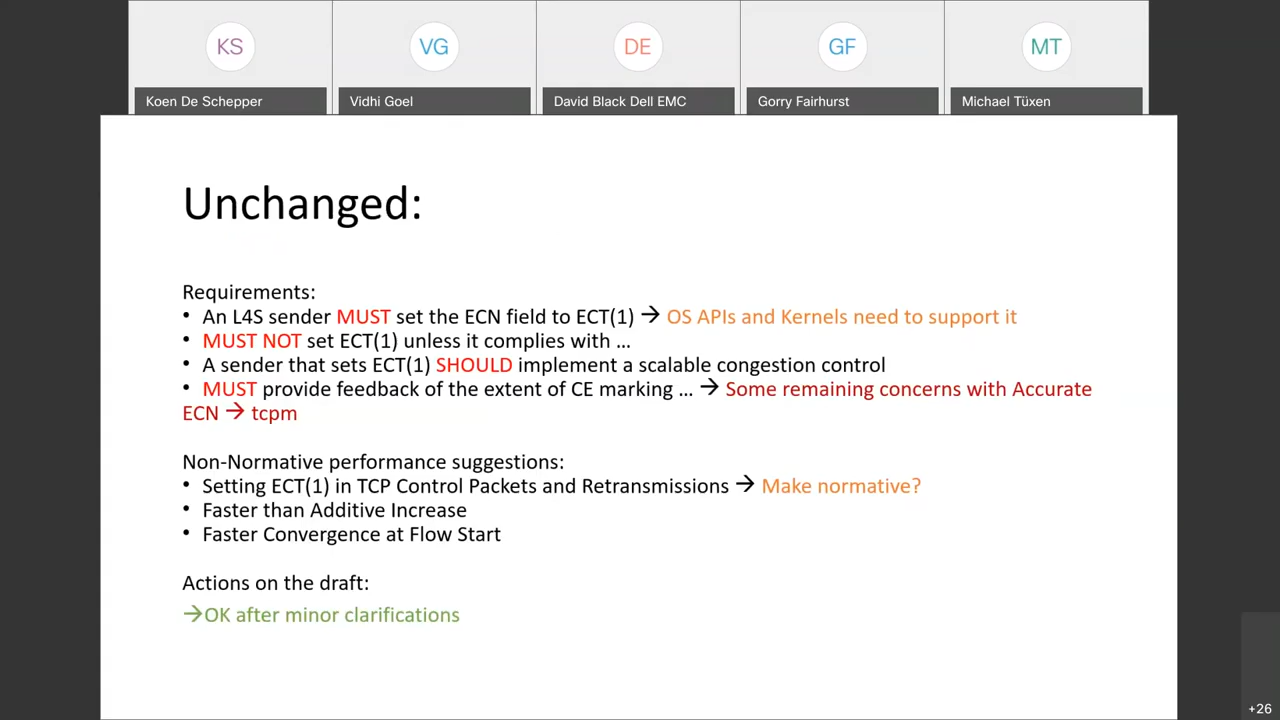 KS
VG
DE
GF
MT
Koen De Schepper
Vidhi Goel
David Black Dell EMC
Gorry Fairhurst
Michael Tüxen
Unchanged:
Requirements:
• An L4S sender MUST set the ECN field to ECT(1) → OS APIs and Kernels need to support it
• MUST NOT set ECT(1) unless it complies with …
• A sender that sets ECT(1) SHOULD implement a scalable congestion control
• MUST provide feedback of the extent of CE marking … → Some remaining concerns with Accurate
ECN → tcpm
Non-Normative performance suggestions:
• Setting ECT(1) in TCP Control Packets and Retransmissions → Make normative?
• Faster than Additive Increase
• Faster Convergence at Flow Start
Actions on the draft:
→OK after minor clarifications
+26